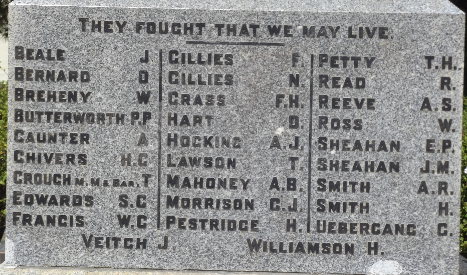 THEY FOUGHT THAT WE MAY LIVE.
BEALE J GILLIES F. PETTY T.H.
BERNARD D GILLIES N. READ R.
BREHENY W GRASS F.H. REEVE A.S.
BUTTERWORTH P.P HART D. ROSS W.
CAUNTER A HOCKING A.J. SHEAHAN E.P.
CHIVERS H.C LAWSON T. SHEAHAN J.M.
CROUCH M.M.& BAR. T MAHONEY A.B. SMITH A.R.
EDWARDS S.C MORRISON C.J. SMITH H.
FRANCIS W.C PESTRIDGE H. UEBERGANG C.
VEITCH J WILLIAMSON H.